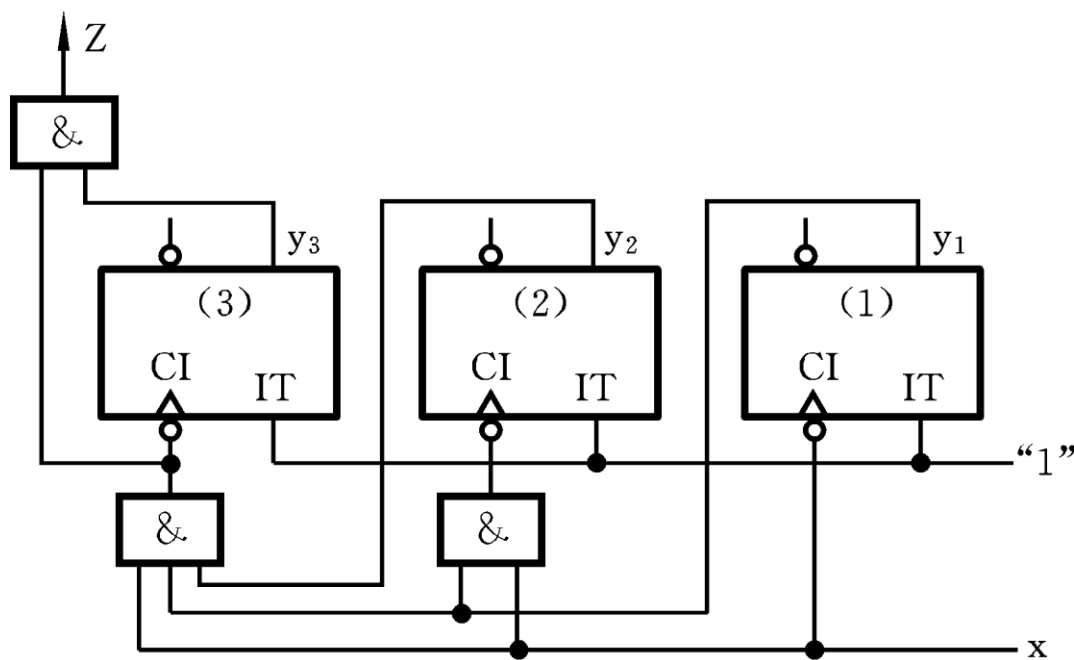 Z
&
y₃
y₂
y₁
(3)
(2)
(1)
CI
IT
CI
IT
CI
IT
“1”
&
&
x